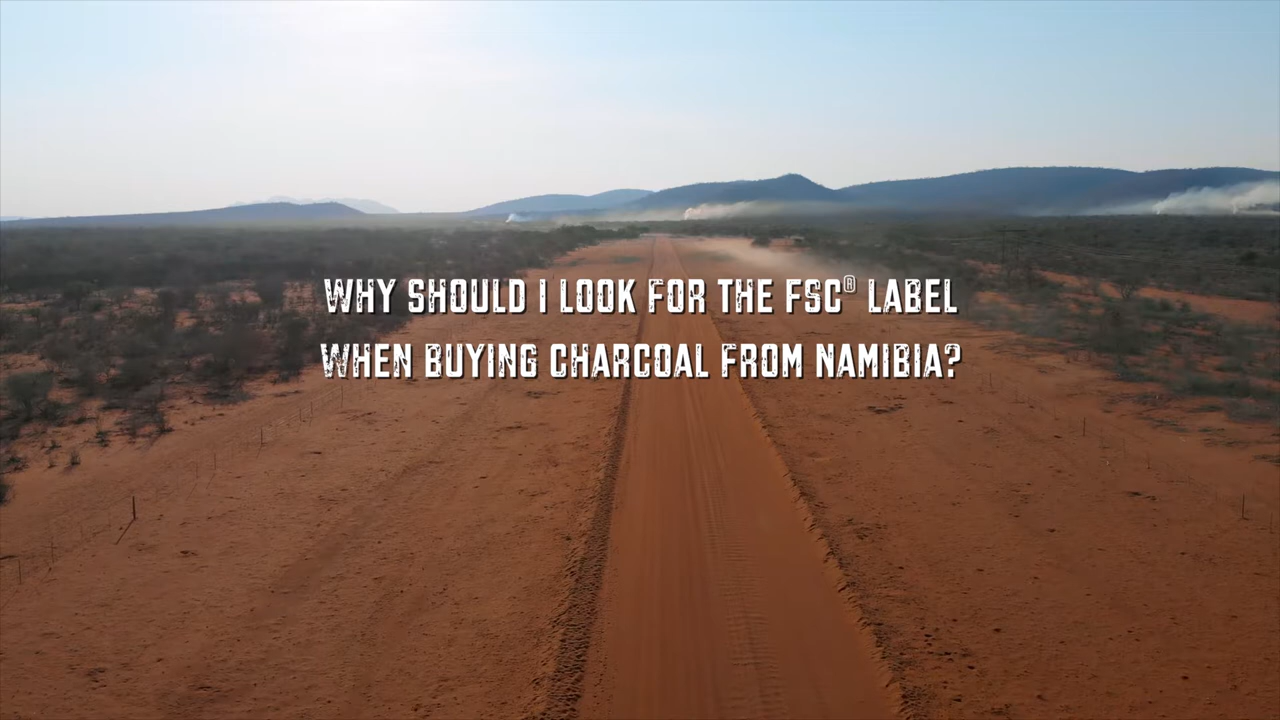 WHY SHOULD I LOOK FOR THE FSC® LABEL
WHEN BUYING CHARCOAL FROM NAMIBIA?